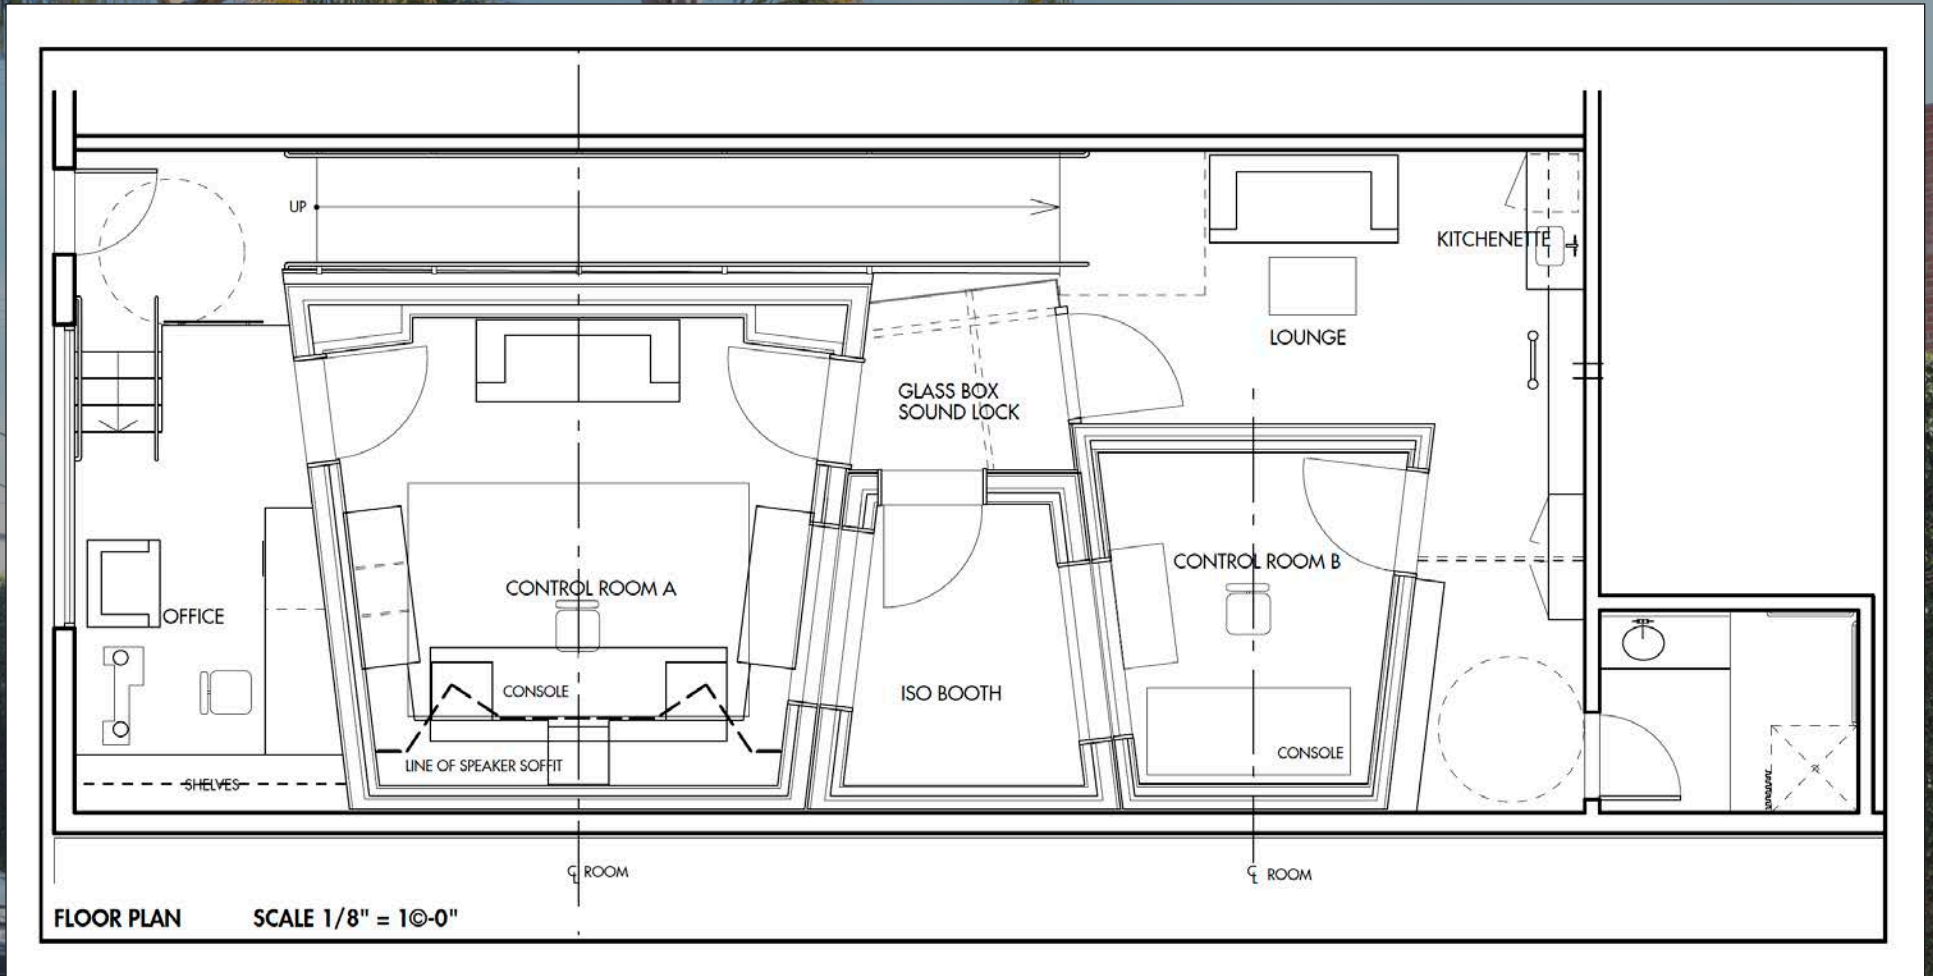 UP
KITCHENETTE
LOUNGE
GLASS BOX
SOUND LOCK
CONTROL ROOM B
CONTROL ROOM A
OFFICE
ISO BOOTH
CONSOLE
CONSOLE
LINE OF SPEAKER SOFFIT
SHELVES
℄ ROOM
℄ ROOM
FLOOR PLAN SCALE 1/8" = 1©-0"